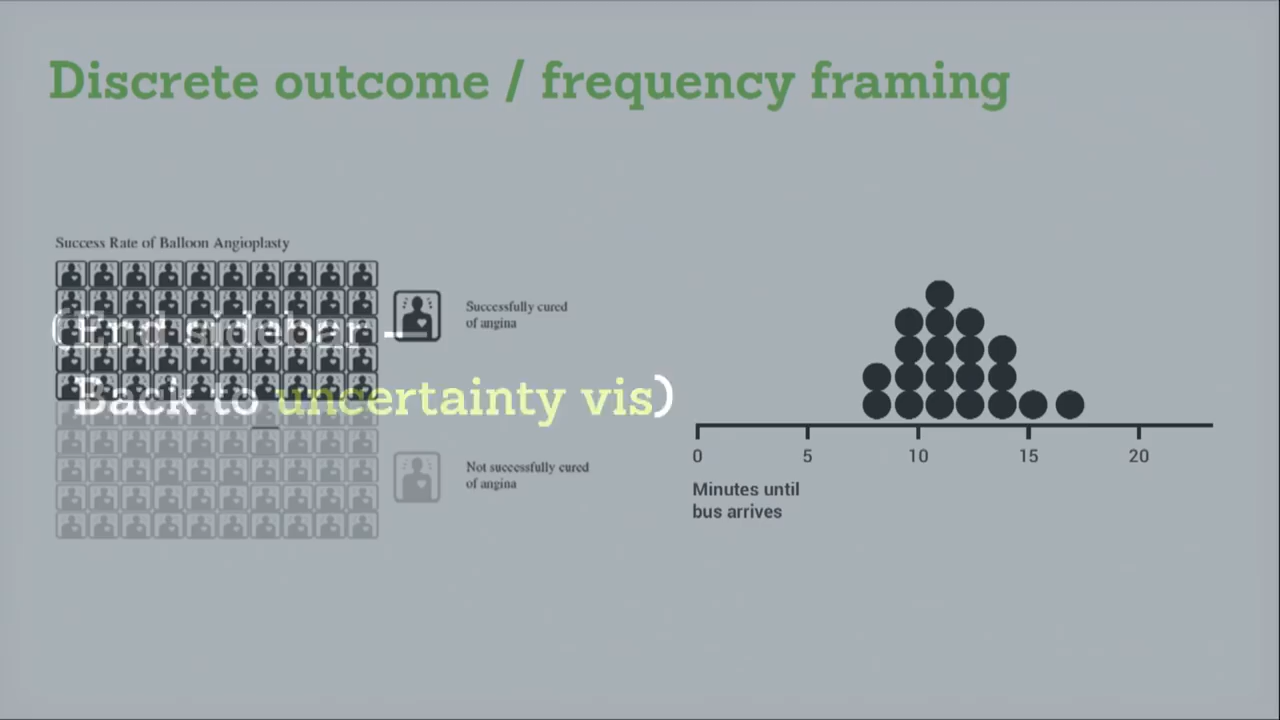 Discrete outcome / frequency framing
Success Rate of Balloon Angioplasty
Successfully cured
of angina
(End sidebar –
Back to uncertainty vis)
Not successfully cured
of angina
0 5 10 15 20
Minutes until
bus arrives